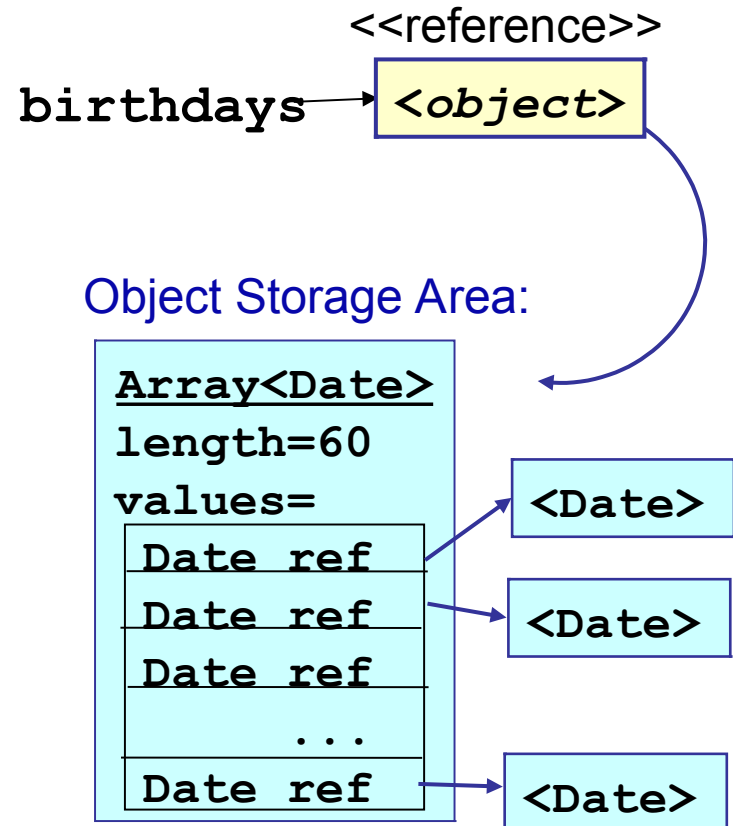 <<reference>>
birthdays <object>
Object Storage Area:
Array<Date>
length=60
values=
Date ref <Date>
Date ref <Date>
Date ref
...
Date ref <Date>